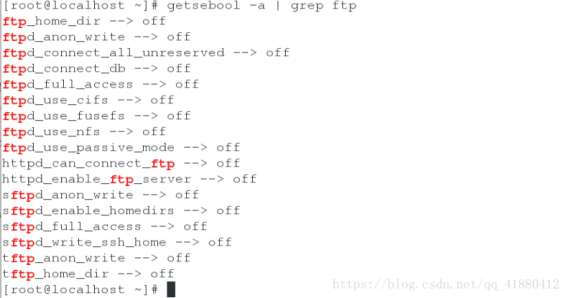 [root@localhost ~]# getsebool -a | grep ftp
ftp_home_dir --> off
ftpd_anon_write --> off
ftpd_connect_all_unreserved --> off
ftpd_connect_db --> off
ftpd_full_access --> off
ftpd_use_cifs --> off
ftpd_use_fusefs --> off
ftpd_use_nfs --> off
ftpd_use_passive_mode --> off
httpd_can_connect_ftp --> off
httpd_enable_ftp_server --> off
sftpd_anon_write --> off
sftpd_enable_homedirs --> off
sftpd_full_access --> off
sftpd_write_ssh_home --> off
tftp_anon_write --> off
tftp_home_dir --> off
[root@localhost ~]#
https://blog.csdn.net/qq_41880412